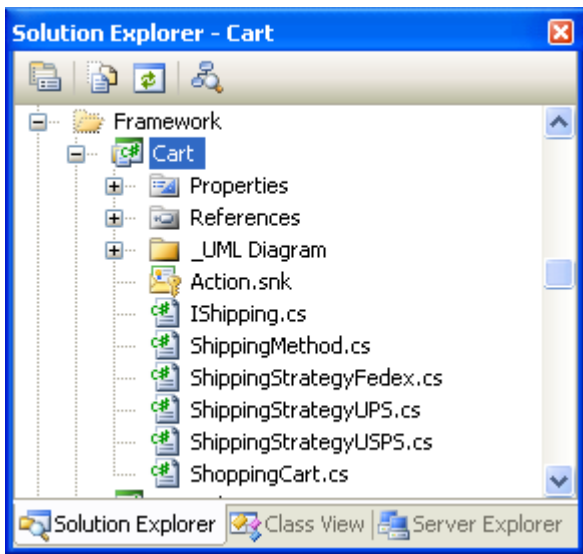 Solution Explorer - Cart
Framework
C# Cart
Properties
References
_UML Diagram
Action.snk
C# IShipping.cs
C# ShippingMethod.cs
C# ShippingStrategyFedex.cs
C# ShippingStrategyUPS.cs
C# ShippingStrategyUSPS.cs
C# ShoppingCart.cs
Solution Explorer Class View Server Explorer